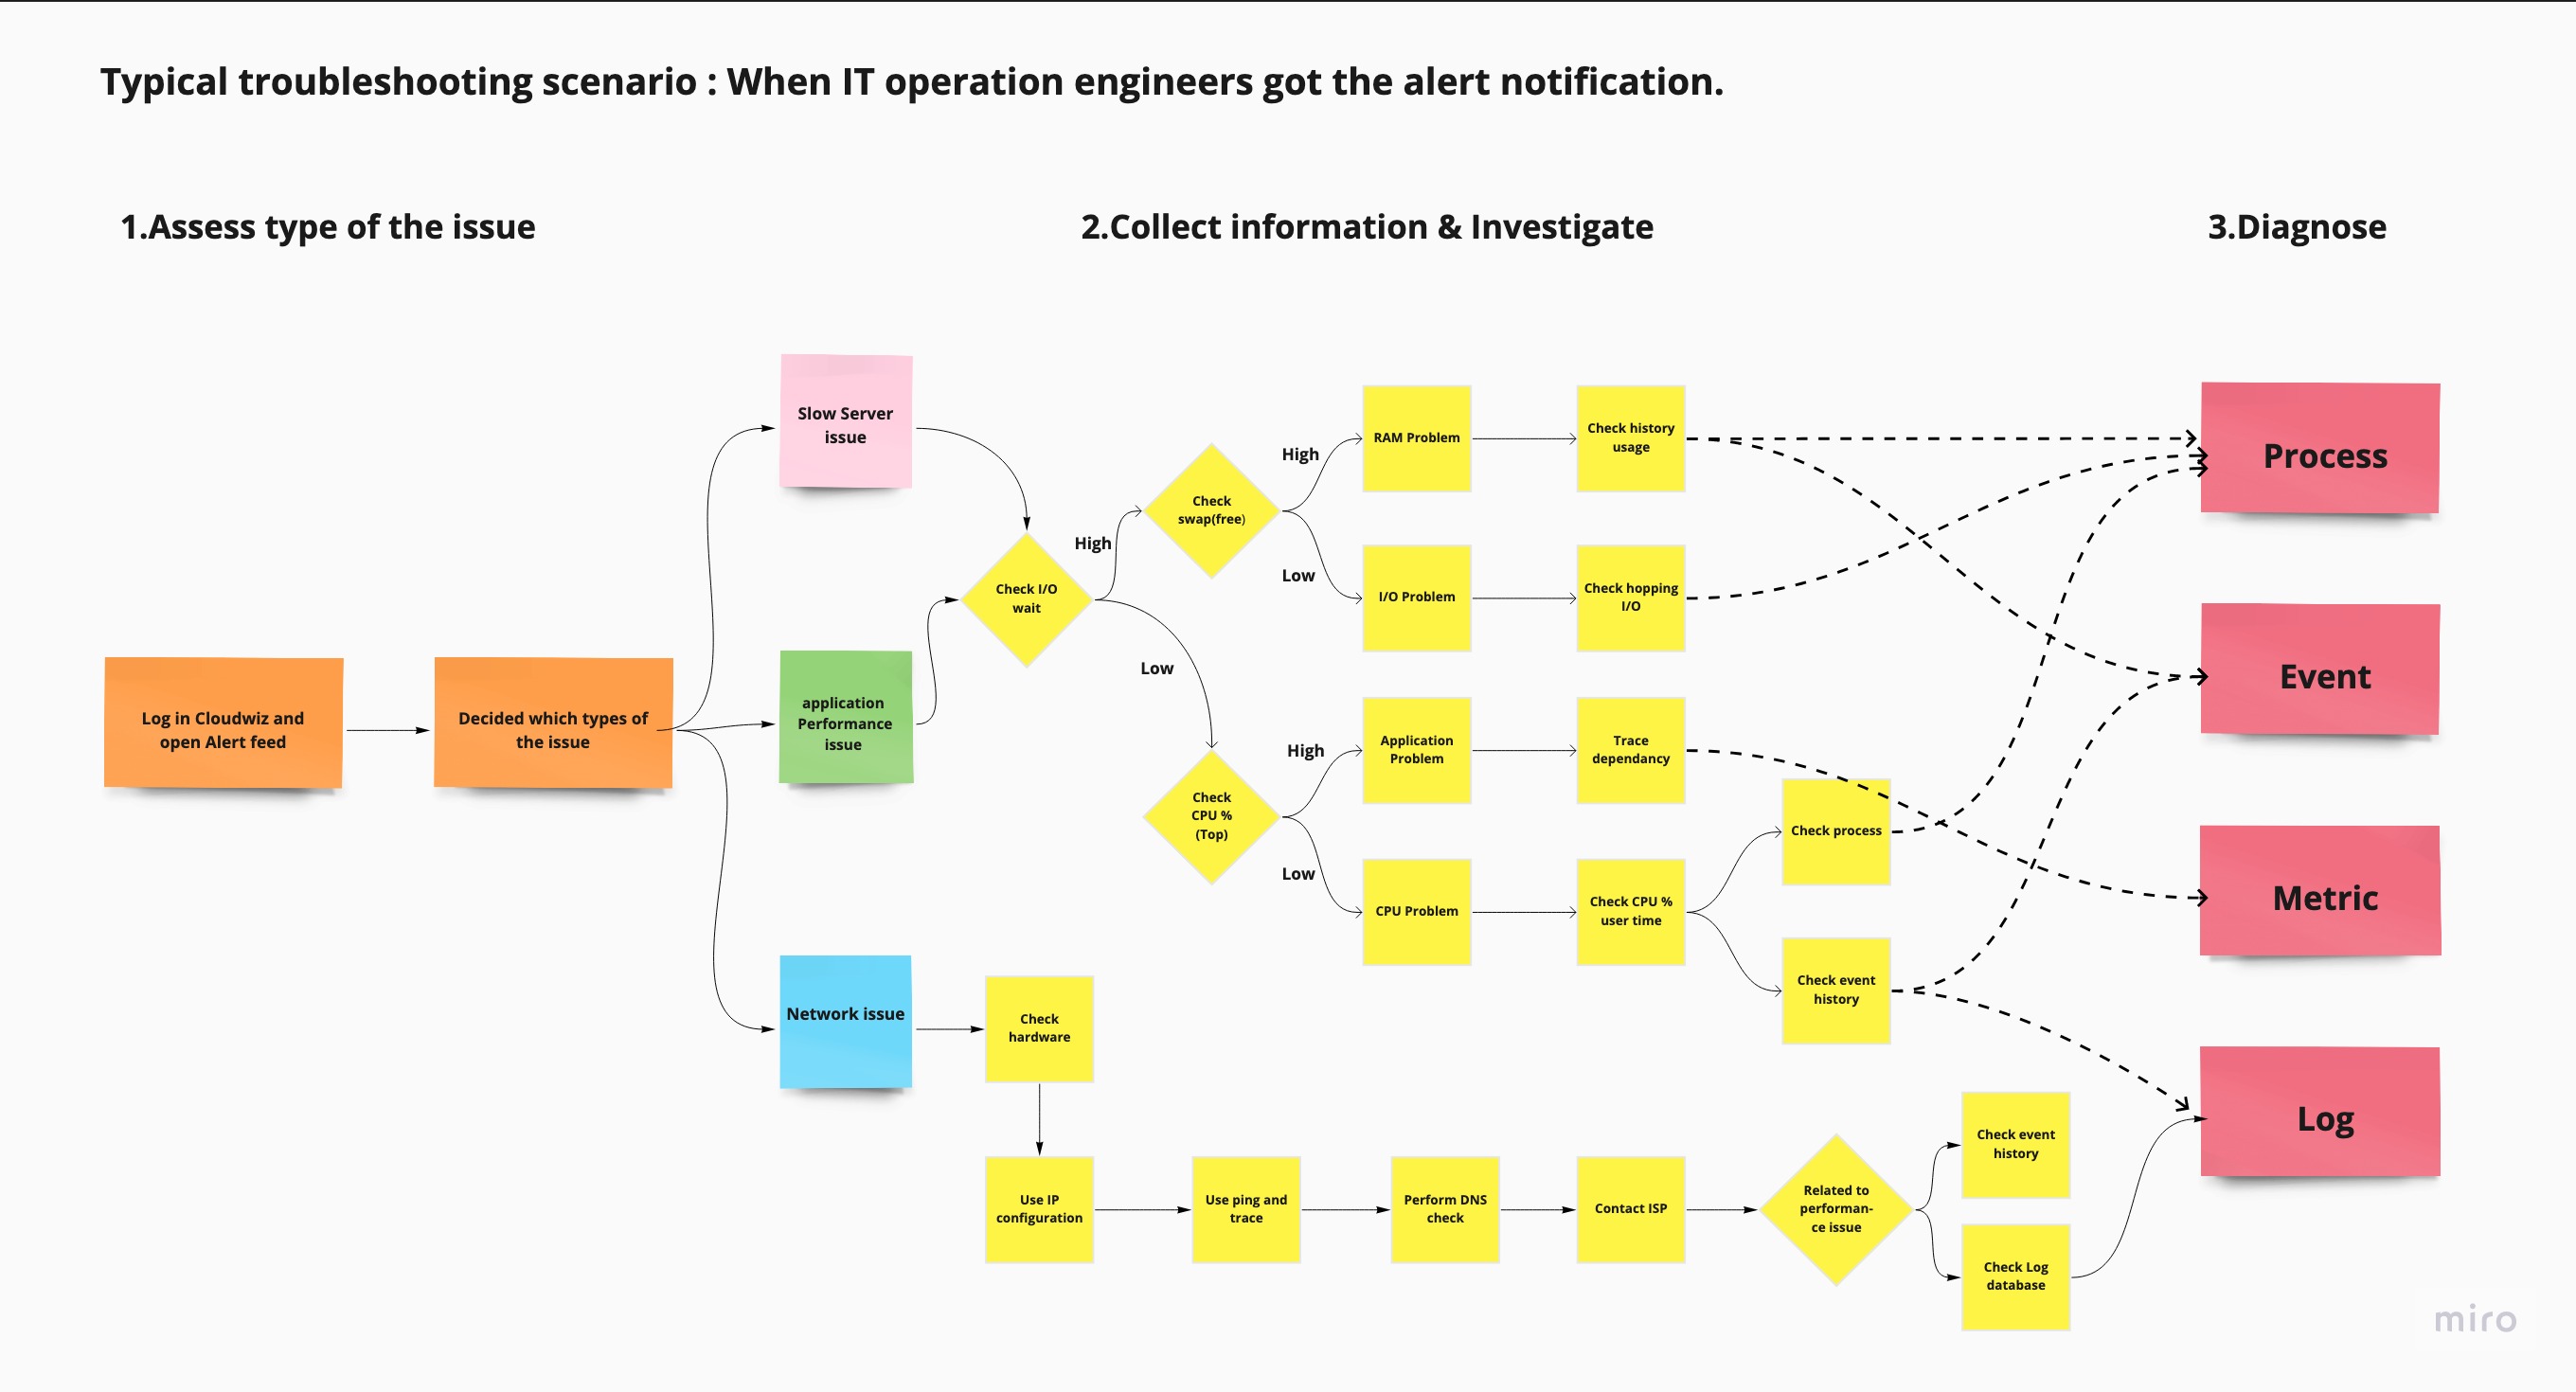 Typical troubleshooting scenario : When IT operation engineers got the alert notification.
1.Assess type of the issue
2.Collect information & Investigate
3.Diagnose
Log in Cloudwiz and
open Alert feed
Decided which types of
the issue
Slow Server
issue
application
Performance
issue
Network issue
Check I/O
wait
High
Low
Check
swap(free)
High
Low
RAM Problem
Check history
usage
I/O Problem
Check hopping
I/O
Check
CPU %
(Top)
High
Low
Application
Problem
Trace
dependancy
CPU Problem
Check CPU %
user time
Check process
Check event
history
Check
hardware
Use IP
configuration
Use ping and
trace
Perform DNS
check
Contact ISP
Related to
performan-
ce issue
Check event
history
Check Log
database
Process
Event
Metric
Log
miro